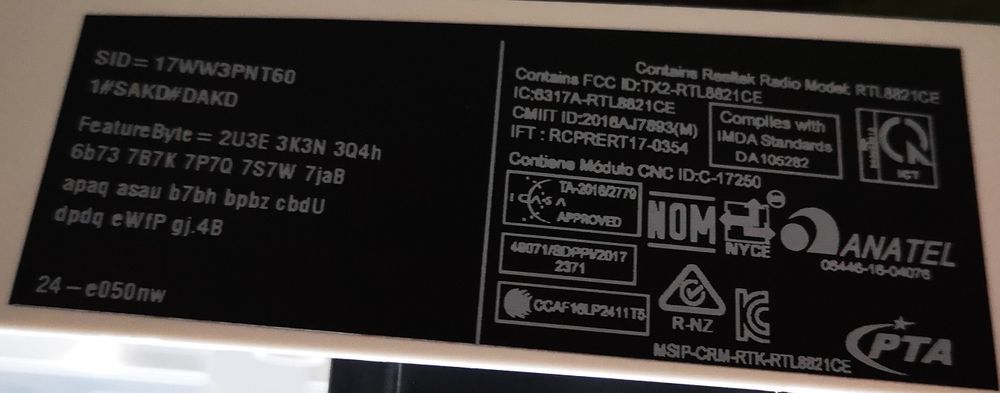 SID= 17WW3PNT60
1#SAKD#DAKD
FeatureByte = 2U3E 3K3N 3Q4h
6b73 7B7K 7P7Q 7S7W 7jaB
apaq asau b7bh bpbz cbdU
dpdq eWfP gj.4B
24-e050nw
Contains Realtek Radio Model: RTL8821CE
Contains FCC ID:TX2-RTL8821CE
IC:6317A-RTL8821CE
CMIIT ID:2016AJ7893(M)
IFT : RCPRERT17-0354
Complies with
IMDA Standards
DA105282
ICT
Contiene Módulo CNC ID:C-17250
ICASA
TA-2016/2779
APPROVED
NOM
NYCE
ANATEL
06446-16-04076
49071/SDPPI/2017
2371
CCAF16LP2411T5
R-NZ
MSIP-CRM-RTK-RTL8821CE
PTA